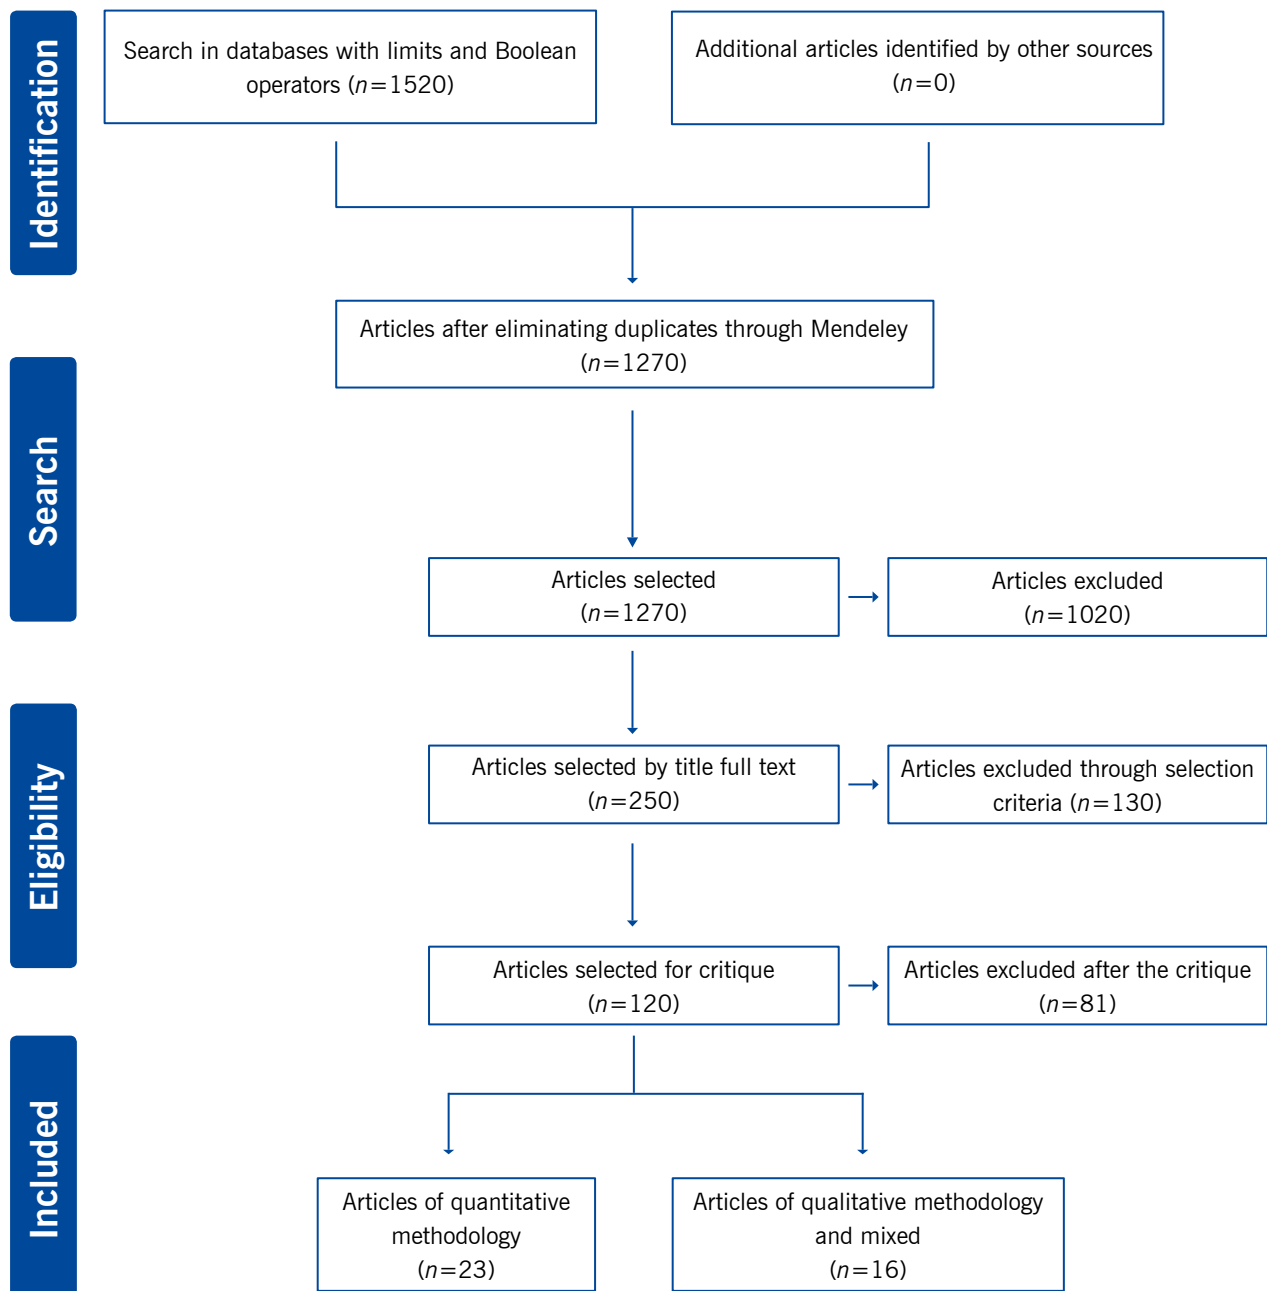 Identification
Search in databases with limits and Boolean
operators (n=1520)
Additional articles identified by other sources
(n=0)
Articles after eliminating duplicates through Mendeley
(n=1270)
Search
Articles selected
(n=1270)
Articles excluded
(n=1020)
Eligibility
Articles selected by title full text
(n=250)
Articles excluded through selection
criteria (n=130)
Articles selected for critique
(n=120)
Articles excluded after the critique
(n=81)
Included
Articles of quantitative
methodology
(n=23)
Articles of qualitative methodology
and mixed
(n=16)